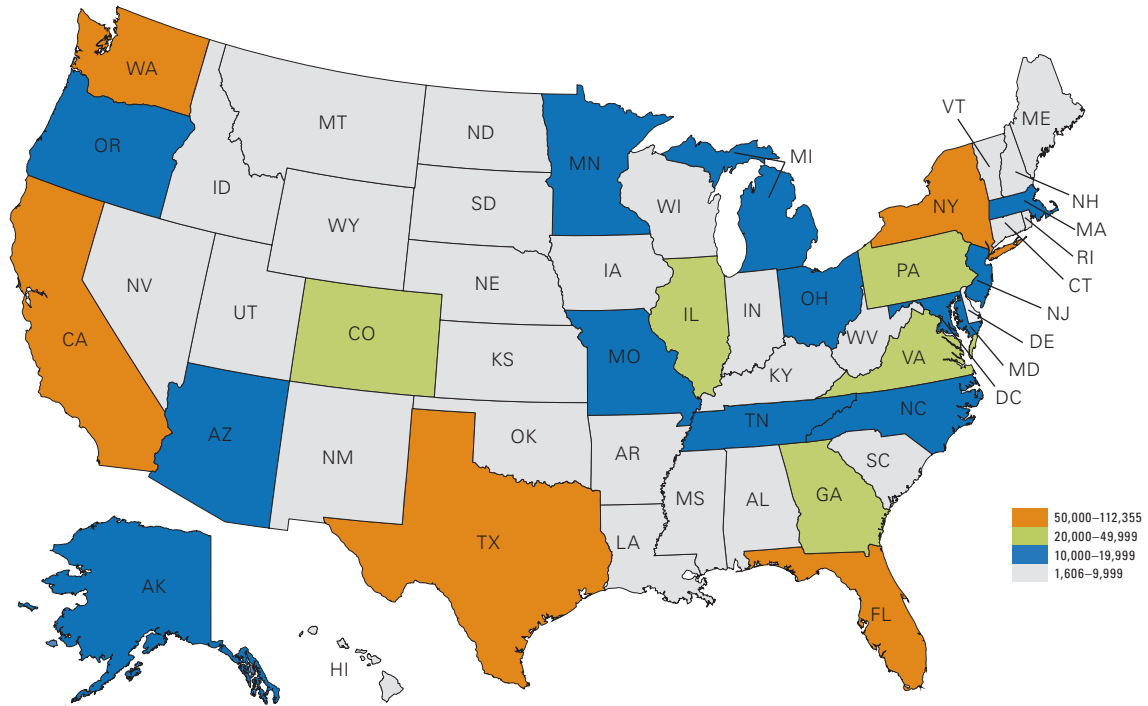 WA
OR
CA
NV
ID
MT
WY
UT
CO
AZ
NM
ND
SD
NE
KS
OK
TX
MN
IA
MO
AR
LA
WI
IL
MI
IN
OH
KY
TN
MS
AL
GA
FL
SC
NC
VA
WV
PA
NY
VT
ME
NH
MA
RI
CT
NJ
DE
MD
DC
AK
HI
50,000–112,355
20,000–49,999
10,000–19,999
1,606–9,999